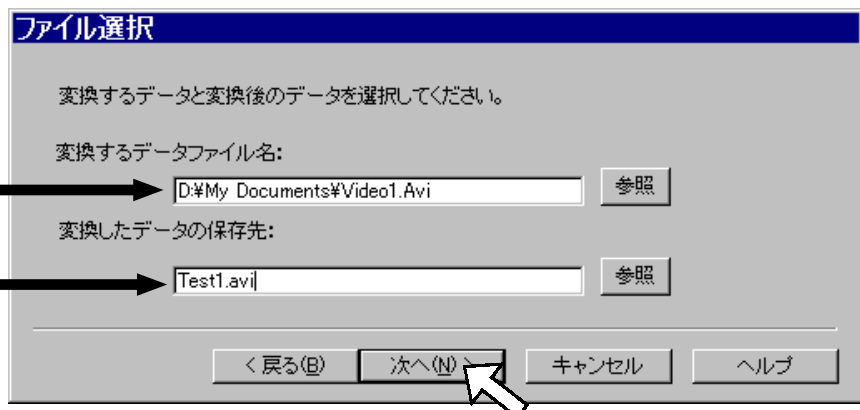 ファイル選択
変換するデータと変換後のデータを選択してください。
変換するデータファイル名:
D:¥My Documents¥Video1.Avi 参照
変換したデータの保存先:
Test1.avi 参照
< 戻る(B) 次へ(N) > キャンセル ヘルプ